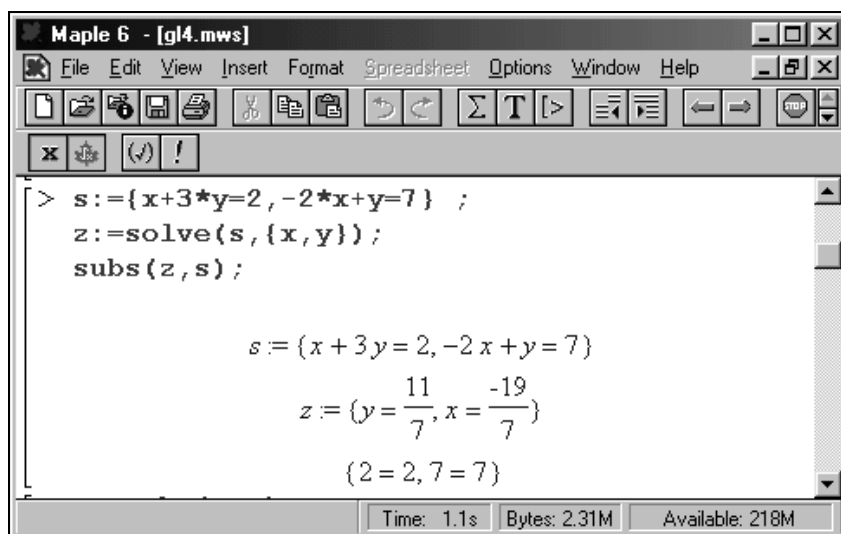 Maple 6 - [gl4.mws]
File Edit View Insert Format Spreadsheet Options Window Help
Σ T [>
STOP
x (√) !
> s:={x+3*y=2,-2*x+y=7} ;
z:=solve(s,{x,y});
subs(z,s);
s := {x + 3 y = 2, -2 x + y = 7}
z := {y = 11/7, x = -19/7}
{2 = 2, 7 = 7}
Time: 1.1s Bytes: 2.31M Available: 218M